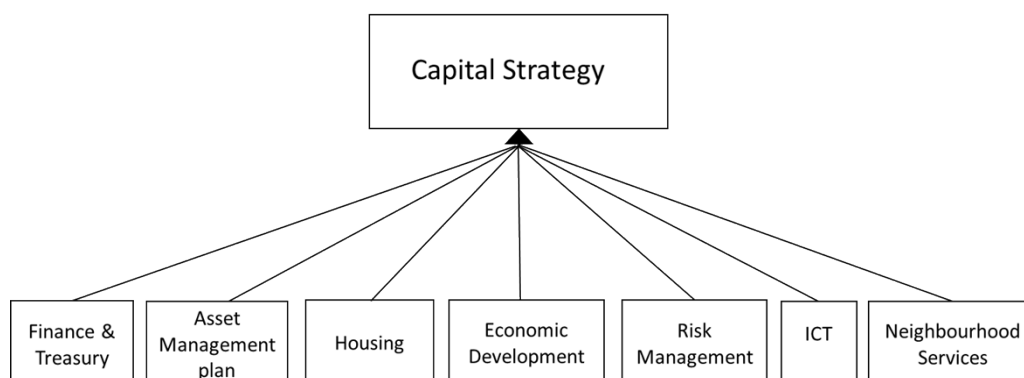 Capital Strategy
Finance &
Treasury
Asset
Management
plan
Housing
Economic
Development
Risk
Management
ICT
Neighbourhood
Services